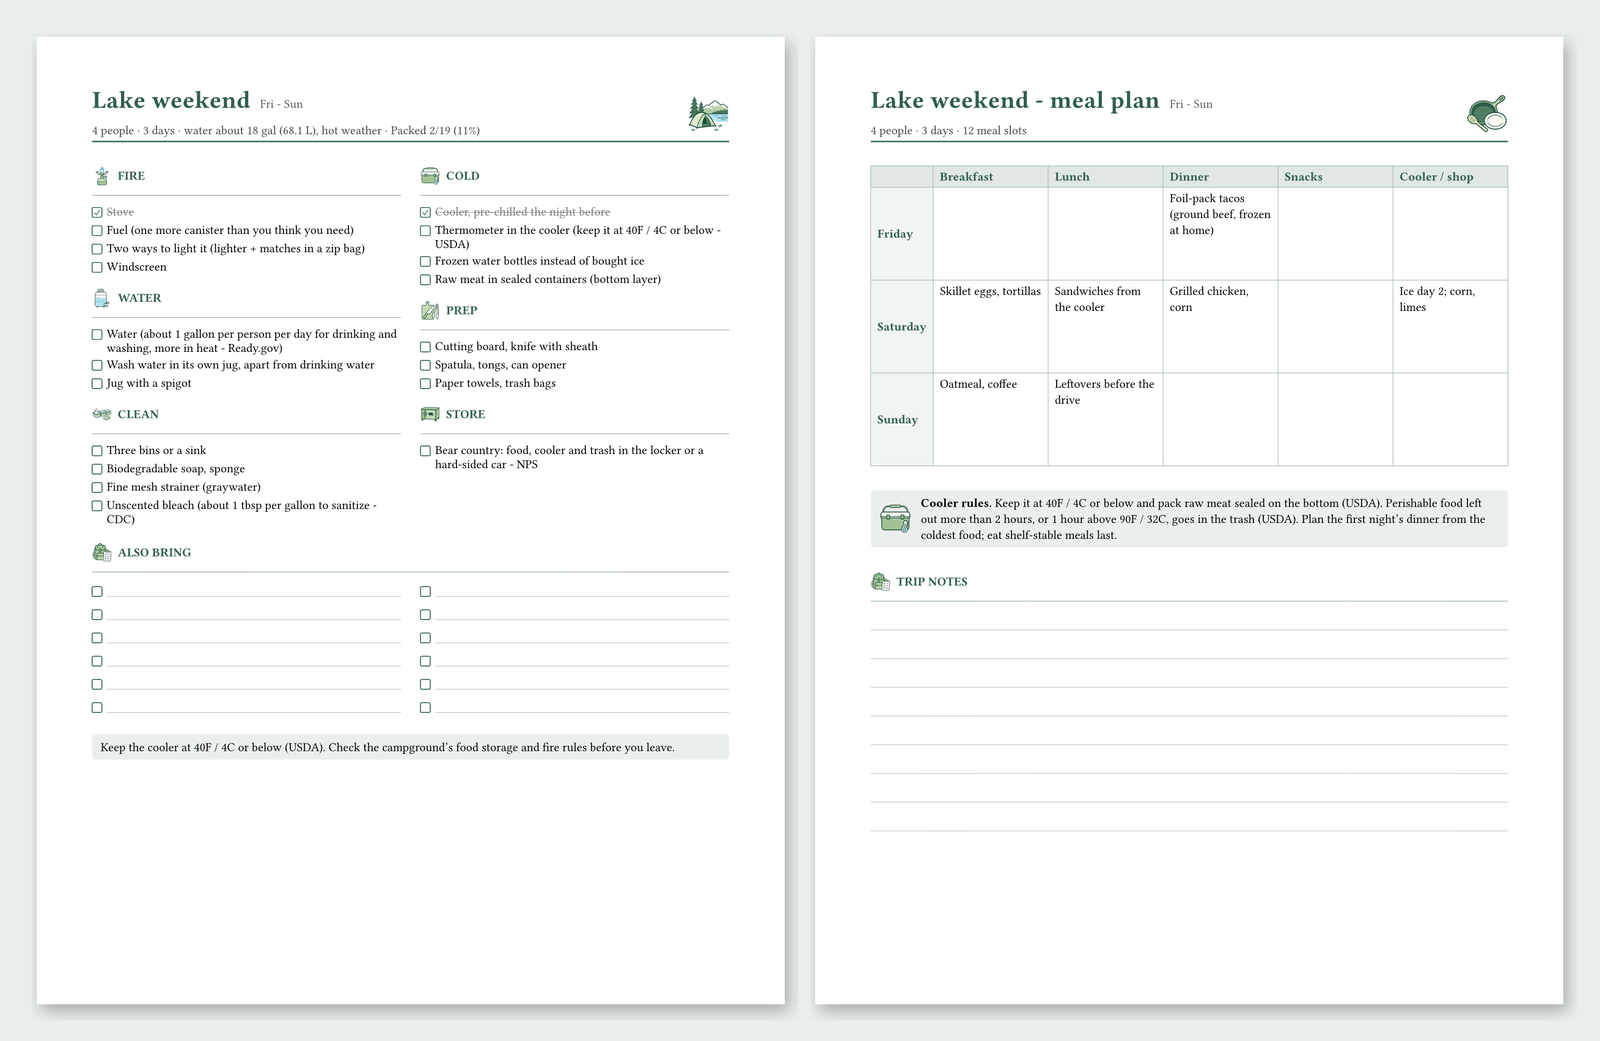 Lake weekend Fri - Sun
4 people · 3 days · water about 18 gal (68.1 L), hot weather · Packed 2/19 (11%)
FIRE
Stove
Fuel (one more canister than you think you need)
Two ways to light it (lighter + matches in a zip bag)
Windscreen
WATER
Water (about 1 gallon per person per day for drinking and
washing, more in heat - Ready.gov)
Wash water in its own jug, apart from drinking water
Jug with a spigot
CLEAN
Three bins or a sink
Biodegradable soap, sponge
Fine mesh strainer (graywater)
Unscented bleach (about 1 tbsp per gallon to sanitize -
CDC)
COLD
Cooler, pre-chilled the night before
Thermometer in the cooler (keep it at 40F / 4C or below -
USDA)
Frozen water bottles instead of bought ice
Raw meat in sealed containers (bottom layer)
PREP
Cutting board, knife with sheath
Spatula, tongs, can opener
Paper towels, trash bags
STORE
Bear country: food, cooler and trash in the locker or a
hard-sided car - NPS
ALSO BRING
Keep the cooler at 40F / 4C or below (USDA). Check the campground's food storage and fire rules before you leave.
Lake weekend - meal plan Fri - Sun
4 people · 3 days · 12 meal slots
Breakfast Lunch Dinner Snacks Cooler / shop
Friday
Foil-pack tacos
(ground beef, frozen
at home)
Saturday
Skillet eggs, tortillas
Sandwiches from
the cooler
Grilled chicken,
corn
Ice day 2; corn,
limes
Sunday
Oatmeal, coffee
Leftovers before the
drive
Cooler rules. Keep it at 40F / 4C or below and pack raw meat sealed on the bottom (USDA). Perishable food left
out more than 2 hours, or 1 hour above 90F / 32C, goes in the trash (USDA). Plan the first night's dinner from the
coldest food; eat shelf-stable meals last.
TRIP NOTES